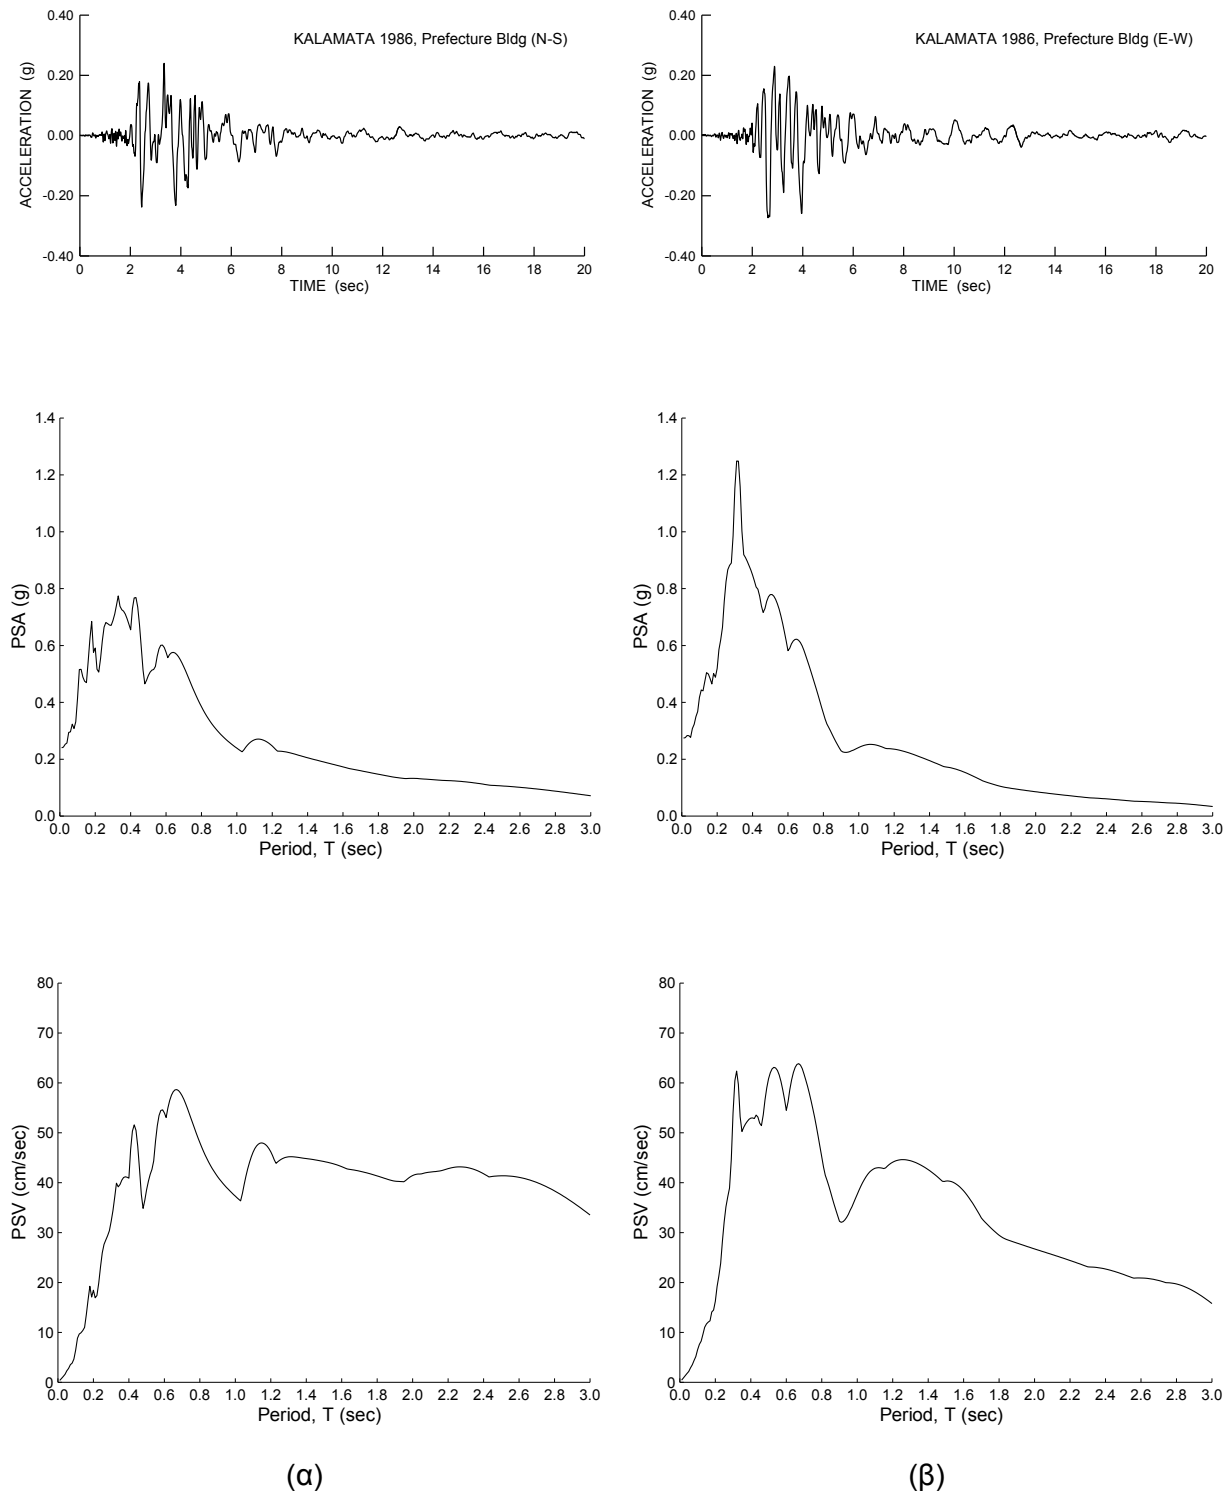 KALAMATA 1986, Prefecture Bldg (N-S)
ACCELERATION (g)
0.40
0.20
0.00
-0.20
-0.40
0 2 4 6 8 10 12 14 16 18 20
TIME (sec)
KALAMATA 1986, Prefecture Bldg (E-W)
ACCELERATION (g)
0.40
0.20
0.00
-0.20
-0.40
0 2 4 6 8 10 12 14 16 18 20
TIME (sec)
PSA (g)
1.4
1.2
1.0
0.8
0.6
0.4
0.2
0.0
0.0 0.2 0.4 0.6 0.8 1.0 1.2 1.4 1.6 1.8 2.0 2.2 2.4 2.6 2.8 3.0
Period, T (sec)
PSA (g)
1.4
1.2
1.0
0.8
0.6
0.4
0.2
0.0
0.0 0.2 0.4 0.6 0.8 1.0 1.2 1.4 1.6 1.8 2.0 2.2 2.4 2.6 2.8 3.0
Period, T (sec)
PSV (cm/sec)
80
70
60
50
40
30
20
10
0
0.0 0.2 0.4 0.6 0.8 1.0 1.2 1.4 1.6 1.8 2.0 2.2 2.4 2.6 2.8 3.0
Period, T (sec)
PSV (cm/sec)
80
70
60
50
40
30
20
10
0
0.0 0.2 0.4 0.6 0.8 1.0 1.2 1.4 1.6 1.8 2.0 2.2 2.4 2.6 2.8 3.0
Period, T (sec)
(α)
(β)